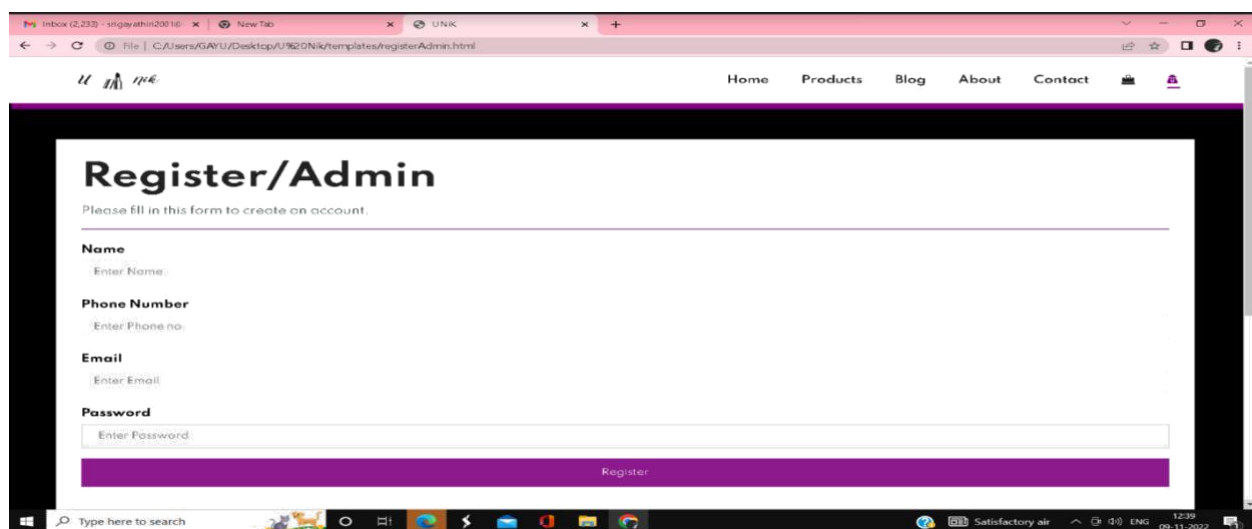 Inbox (2,233) - srigayathiri2001@ New Tab UNIK
File | C:/Users/GAYU/Desktop/U%20Nik/templates/registerAdmin.html
U nik Home Products Blog About Contact
Register/Admin
Please fill in this form to create an account.
Name
Enter Name
Phone Number
Enter Phone no
Email
Enter Email
Password
Enter Password
Register
Type here to search Satisfactory air ENG 12:39
09-11-2022